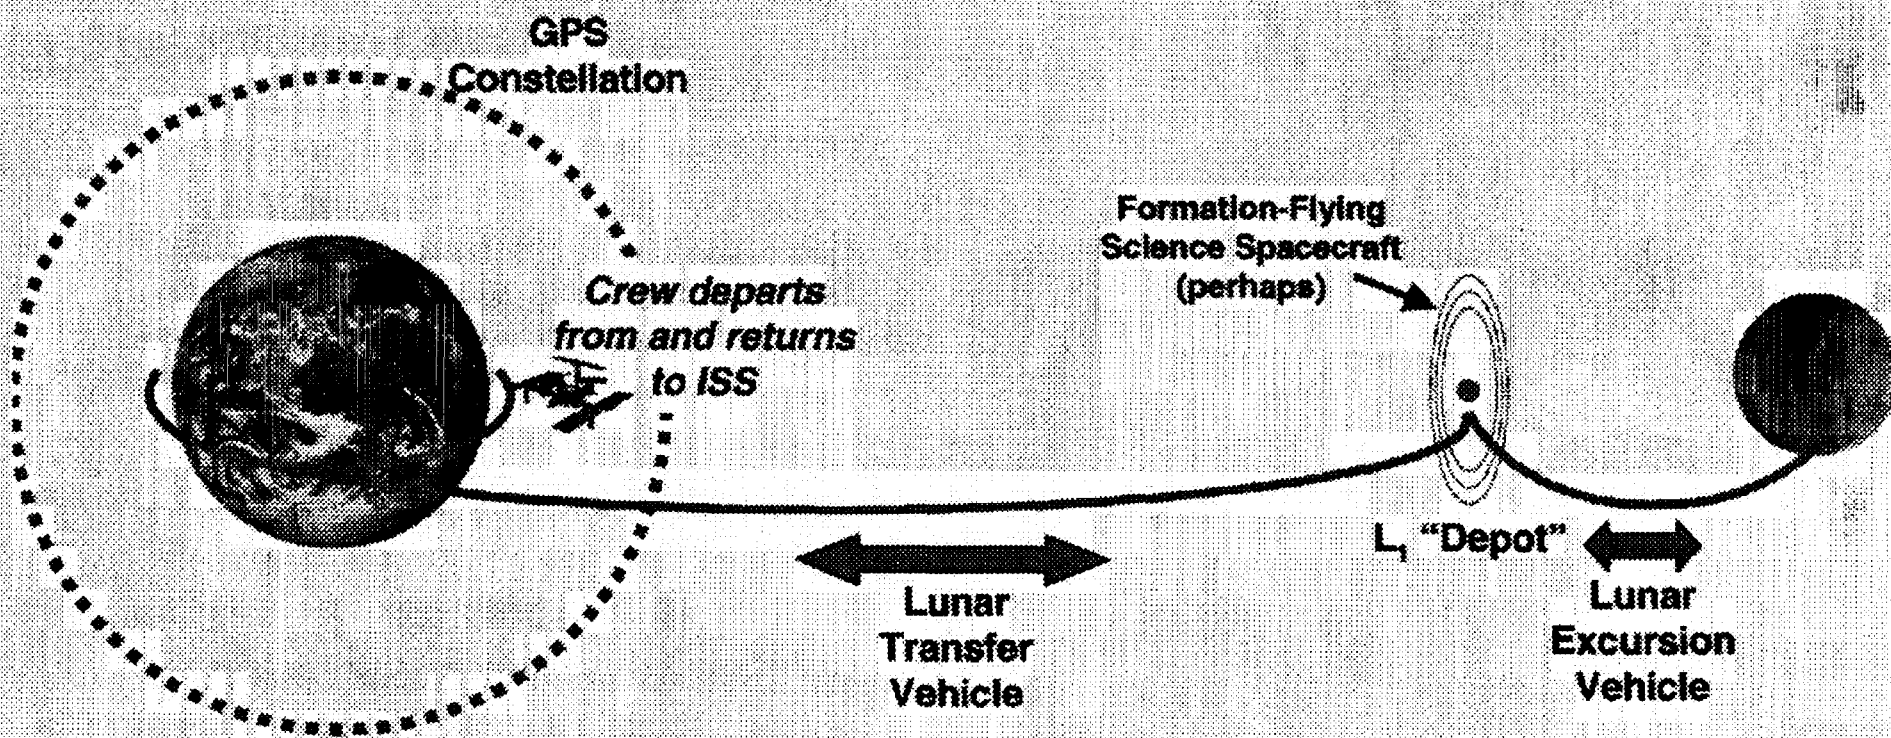 GPS
Constellation
Crew departs
from and returns
to ISS
Formation-Flying
Science Spacecraft
(perhaps)
L₁ “Depot”
Lunar
Transfer
Vehicle
Lunar
Excursion
Vehicle